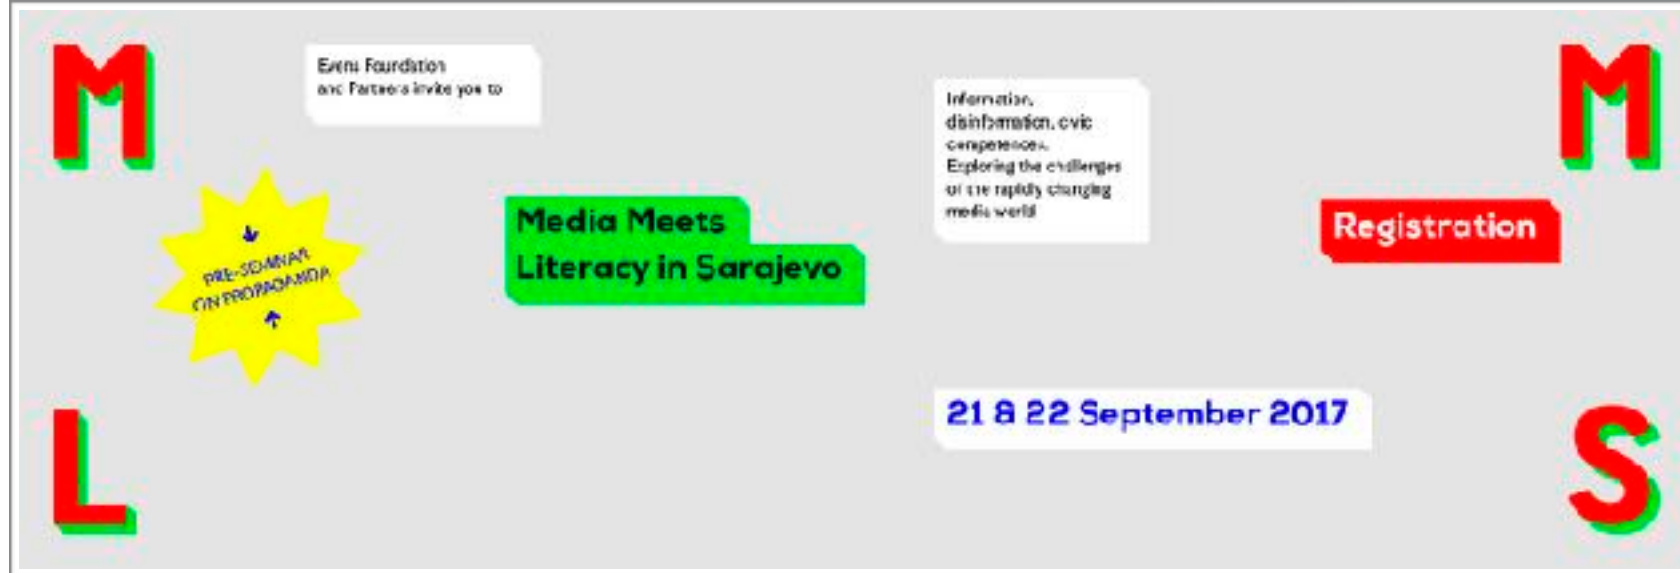 M
M
Evens Foundation
and Partners invite you to
Information,
disinformation, civic
competences.
Exploring the challenges
of the rapidly changing
media world
PRE-SEMINAR
ON PROPAGANDA
Media Meets
Literacy in Sarajevo
Registration
21 & 22 September 2017
L
S